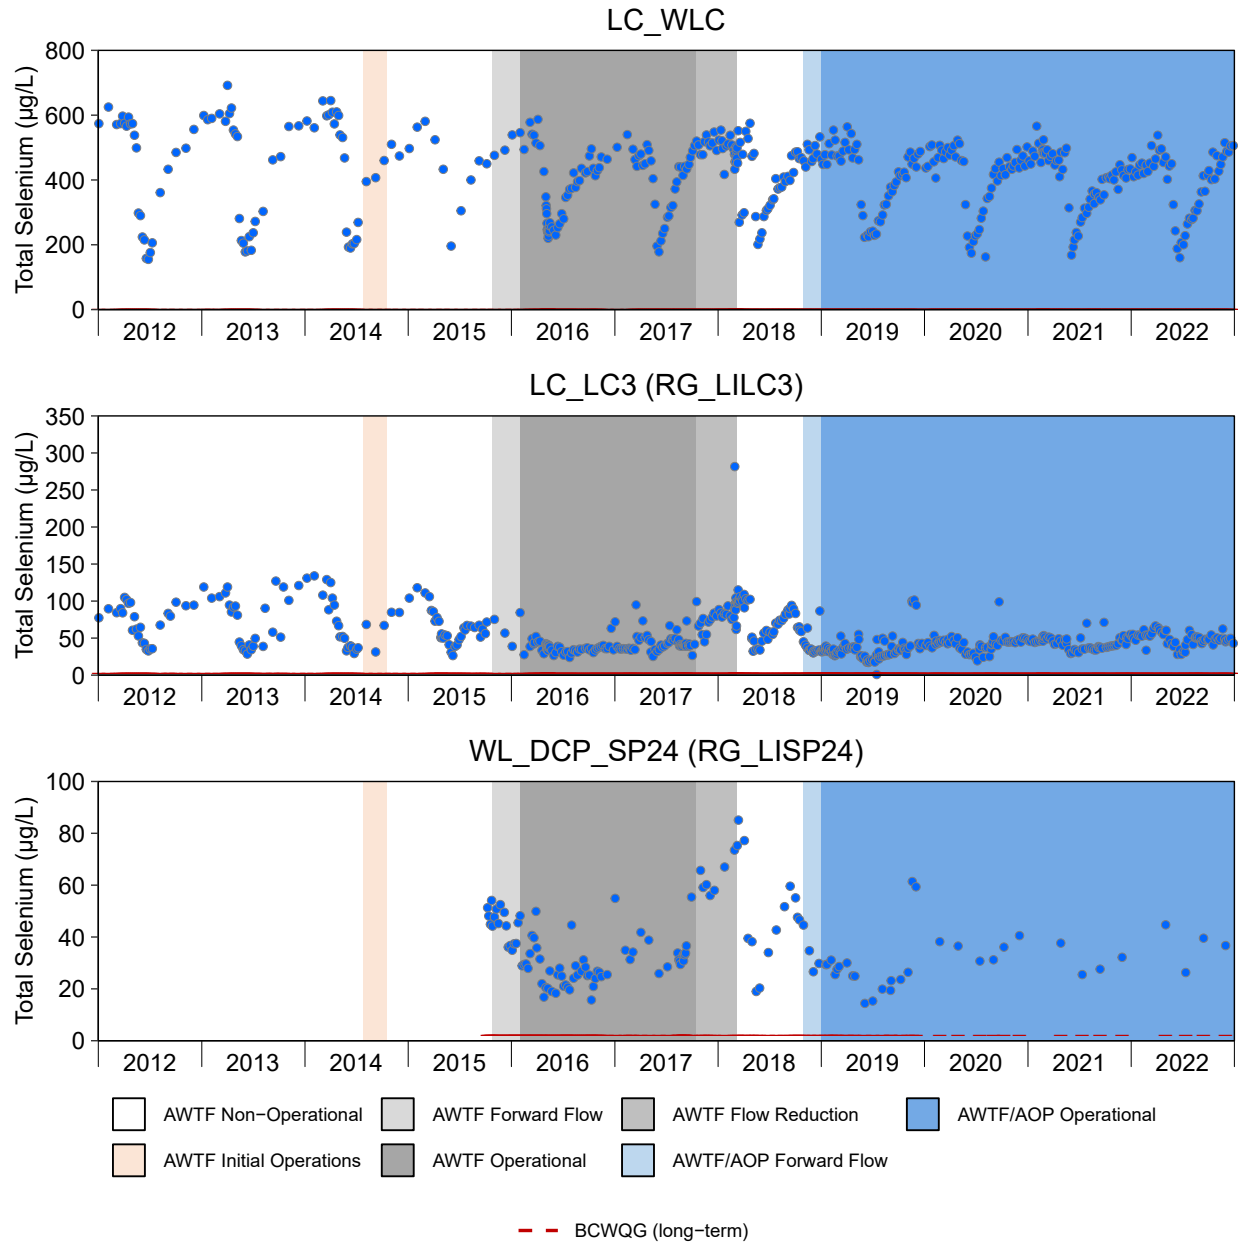 LC_WLC
Total Selenium (µg/L)
800
600
400
200
0
2012 2013 2014 2015 2016 2017 2018 2019 2020 2021 2022
LC_LC3 (RG_LILC3)
Total Selenium (µg/L)
350
300
250
200
150
100
50
0
2012 2013 2014 2015 2016 2017 2018 2019 2020 2021 2022
WL_DCP_SP24 (RG_LISP24)
Total Selenium (µg/L)
100
80
60
40
20
0
2012 2013 2014 2015 2016 2017 2018 2019 2020 2021 2022
AWTF Non−Operational AWTF Forward Flow AWTF Flow Reduction AWTF/AOP Operational
AWTF Initial Operations AWTF Operational AWTF/AOP Forward Flow
BCWQG (long−term)